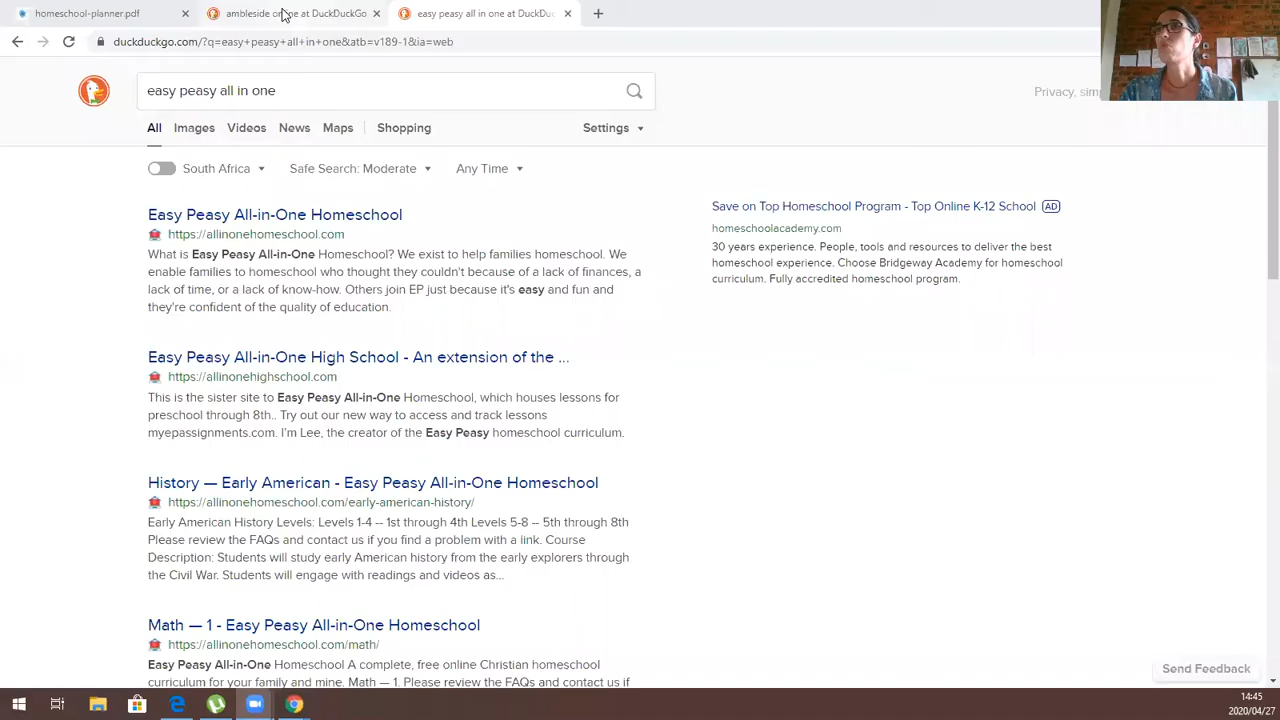 homeschool-planner.pdf
ambleside online at DuckDuckGo
easy peasy all in one at DuckDuc
duckduckgo.com/?q=easy+peasy+all+in+one&atb=v189-1&ia=web
easy peasy all in one
Privacy, sim
All Images Videos News Maps Shopping Settings
South Africa Safe Search: Moderate Any Time
Easy Peasy All-in-One Homeschool
https://allinonehomeschool.com
What is Easy Peasy All-in-One Homeschool? We exist to help families homeschool. We
enable families to homeschool who thought they couldn't because of a lack of finances, a
lack of time, or a lack of know-how. Others join EP just because it's easy and fun and
they're confident of the quality of education.
Save on Top Homeschool Program - Top Online K-12 School AD
homeschoolacademy.com
30 years experience. People, tools and resources to deliver the best
homeschool experience. Choose Bridgeway Academy for homeschool
curriculum. Fully accredited homeschool program.
Easy Peasy All-in-One High School - An extension of the ...
https://allinonehighschool.com
This is the sister site to Easy Peasy All-in-One Homeschool, which houses lessons for
preschool through 8th.. Try out our new way to access and track lessons
myepassignments.com. I'm Lee, the creator of the Easy Peasy homeschool curriculum.
History — Early American - Easy Peasy All-in-One Homeschool
https://allinonehomeschool.com/early-american-history/
Early American History Levels: Levels 1-4 -- 1st through 4th Levels 5-8 -- 5th through 8th
Please review the FAQs and contact us if you find a problem with a link. Course
Description: Students will study early American history from the early explorers through
the Civil War. Students will engage with readings and videos as...
Math — 1 - Easy Peasy All-in-One Homeschool
https://allinonehomeschool.com/math/
Easy Peasy All-in-One Homeschool A complete, free online Christian homeschool
curriculum for your family and mine. Math — 1. Please review the FAQs and contact us if
Send Feedback
14:45
2020/04/27